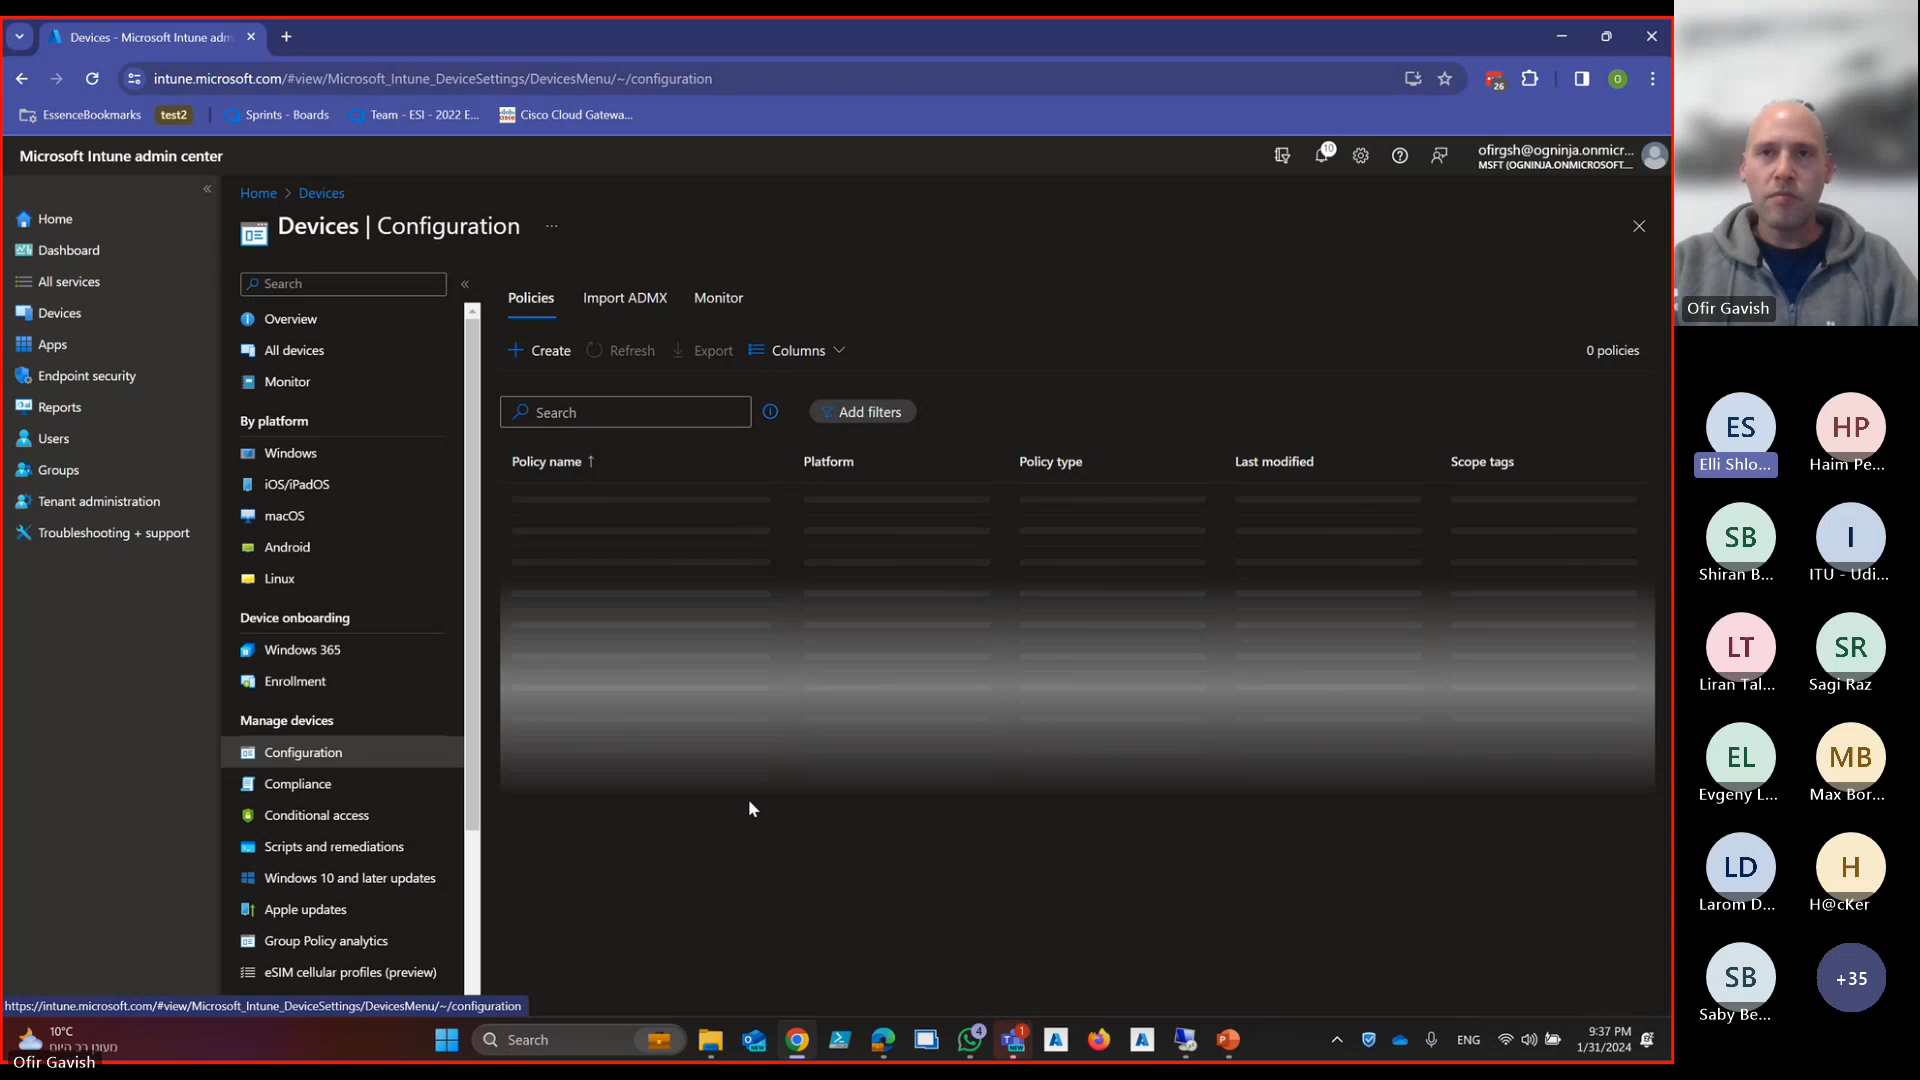 Devices - Microsoft Intune adm
intune.microsoft.com/#view/Microsoft_Intune_DeviceSettings/DevicesMenu/~/configuration
26
O
EssenceBookmarks
test2
Sprints - Boards
Team - ESI - 2022 E...
Cisco Cloud Gatewa...
Microsoft Intune admin center
10
ofirgsh@ogninja.onmicr...
MSFT (OGNINJA.ONMICROSOFT....
Home
Dashboard
All services
Devices
Apps
Endpoint security
Reports
Users
Groups
Tenant administration
Troubleshooting + support
Home > Devices
Devices | Configuration
...
Search
Overview
All devices
Monitor
By platform
Windows
iOS/iPadOS
macOS
Android
Linux
Device onboarding
Windows 365
Enrollment
Manage devices
Configuration
Compliance
Conditional access
Scripts and remediations
Windows 10 and later updates
Apple updates
Group Policy analytics
eSIM cellular profiles (preview)
Policies
Import ADMX
Monitor
Create
Refresh
Export
Columns
0 policies
Search
Add filters
Policy name ↑
Platform
Policy type
Last modified
Scope tags
https://intune.microsoft.com/#view/Microsoft_Intune_DeviceSettings/DevicesMenu/~/configuration
10°C
Ofir Gavish
Search
4
1
NEW
ENG
9:37 PM
1/31/2024
Ofir Gavish
ES
Elli Shlo...
HP
Haim Pe...
SB
Shiran B...
I
ITU - Udi...
LT
Liran Tal...
SR
Sagi Raz
EL
Evgeny L...
MB
Max Bor...
LD
Larom D...
H
H@cKer
SB
Saby Be...
+35